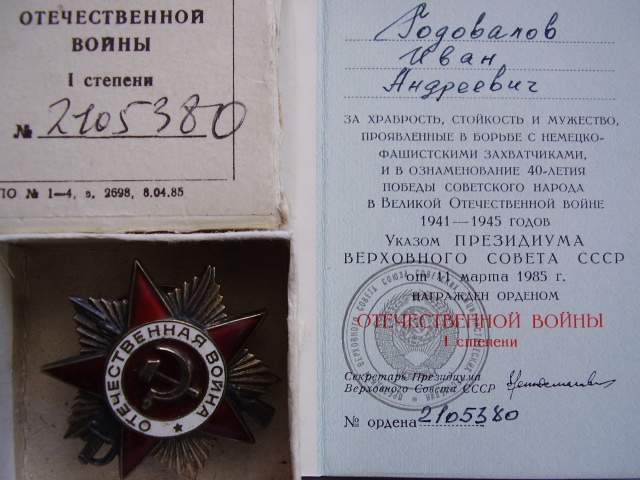 ОТЕЧЕСТВЕННОЙ
ВОЙНЫ
I степени
№ 2105380
ПО № 1—4, з. 2698, 8.04.85
ОТЕЧЕСТВЕННАЯ ВОЙНА
Годовалов
Иван
Андреевич
ЗА ХРАБРОСТЬ, СТОЙКОСТЬ И МУЖЕСТВО,
ПРОЯВЛЕННЫЕ В БОРЬБЕ С НЕМЕЦКО-
ФАШИСТСКИМИ ЗАХВАТЧИКАМИ,
И В ОЗНАМЕНОВАНИЕ 40-ЛЕТИЯ
ПОБЕДЫ СОВЕТСКОГО НАРОДА
В ВЕЛИКОЙ ОТЕЧЕСТВЕННОЙ ВОЙНЕ
1941—1945 ГОДОВ
УКАЗОМ ПРЕЗИДИУМА
ВЕРХОВНОГО СОВЕТА СССР
от 11 марта 1985 г.
НАГРАЖДЕН ОРДЕНОМ
ОТЕЧЕСТВЕННОЙ ВОЙНЫ
I степени
Секретарь Президиума
Верховного Совета СССР
№ ордена 2105380